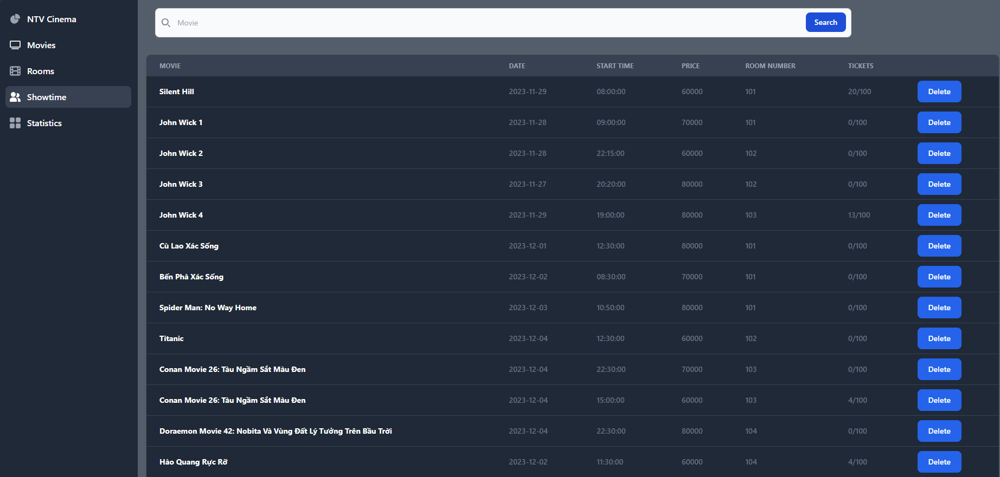 NTV Cinema
Movies
Rooms
Showtime
Statistics
Movie
Search
MOVIE DATE START TIME PRICE ROOM NUMBER TICKETS
Silent Hill 2023-11-29 08:00:00 60000 101 20/100 Delete
John Wick 1 2023-11-28 09:00:00 70000 101 0/100 Delete
John Wick 2 2023-11-28 22:15:00 60000 102 0/100 Delete
John Wick 3 2023-11-27 20:20:00 80000 102 0/100 Delete
John Wick 4 2023-11-29 19:00:00 80000 103 13/100 Delete
Cù Lao Xác Sống 2023-12-01 12:30:00 80000 101 0/100 Delete
Bến Phà Xác Sống 2023-12-02 08:30:00 70000 101 0/100 Delete
Spider Man: No Way Home 2023-12-03 10:50:00 80000 101 0/100 Delete
Titanic 2023-12-04 12:30:00 60000 102 0/100 Delete
Conan Movie 26: Tàu Ngầm Sắt Màu Đen 2023-12-04 22:30:00 70000 103 0/100 Delete
Conan Movie 26: Tàu Ngầm Sắt Màu Đen 2023-12-04 15:00:00 60000 103 4/100 Delete
Doraemon Movie 42: Nobita Và Vùng Đất Lý Tưởng Trên Bầu Trời 2023-12-04 22:30:00 80000 104 0/100 Delete
Hào Quang Rực Rỡ 2023-12-02 11:30:00 60000 104 4/100 Delete